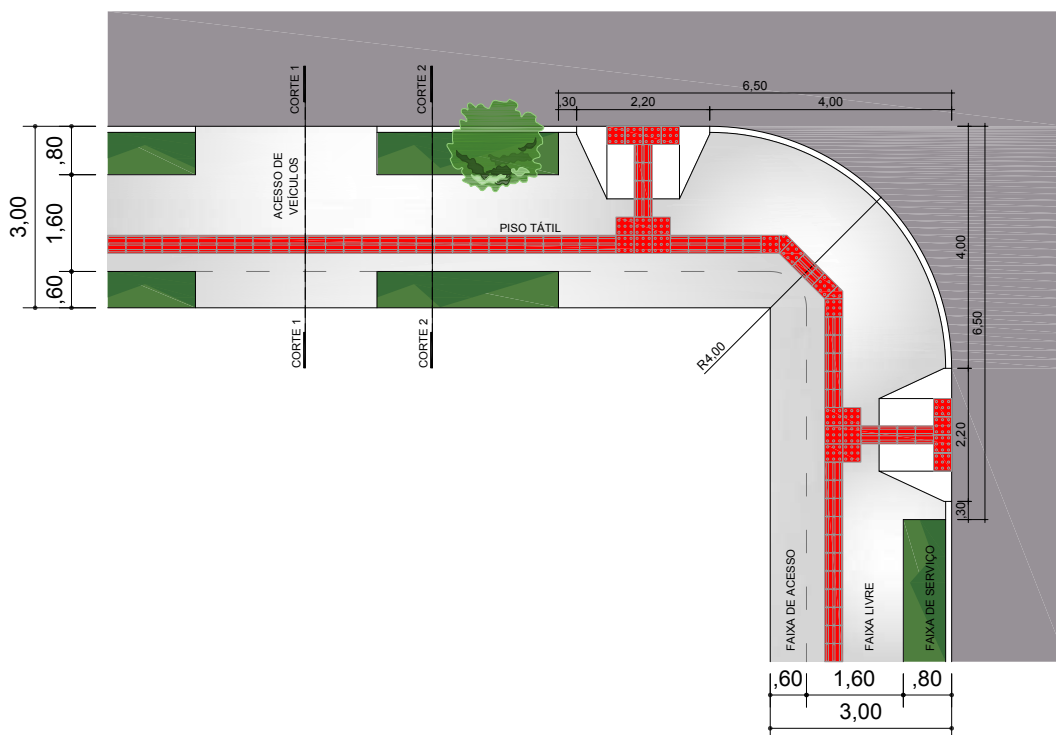 6,50
,30
2,20
4,00
CORTE 1
CORTE 2
3,00
,80
1,60
,60
ACESSO DE
VEÍCULOS
PISO TÁTIL
CORTE 1
CORTE 2
R4,00
4,00
6,50
2,20
,30
FAIXA DE ACESSO
FAIXA LIVRE
FAIXA DE SERVIÇO
,60
1,60
,80
3,00